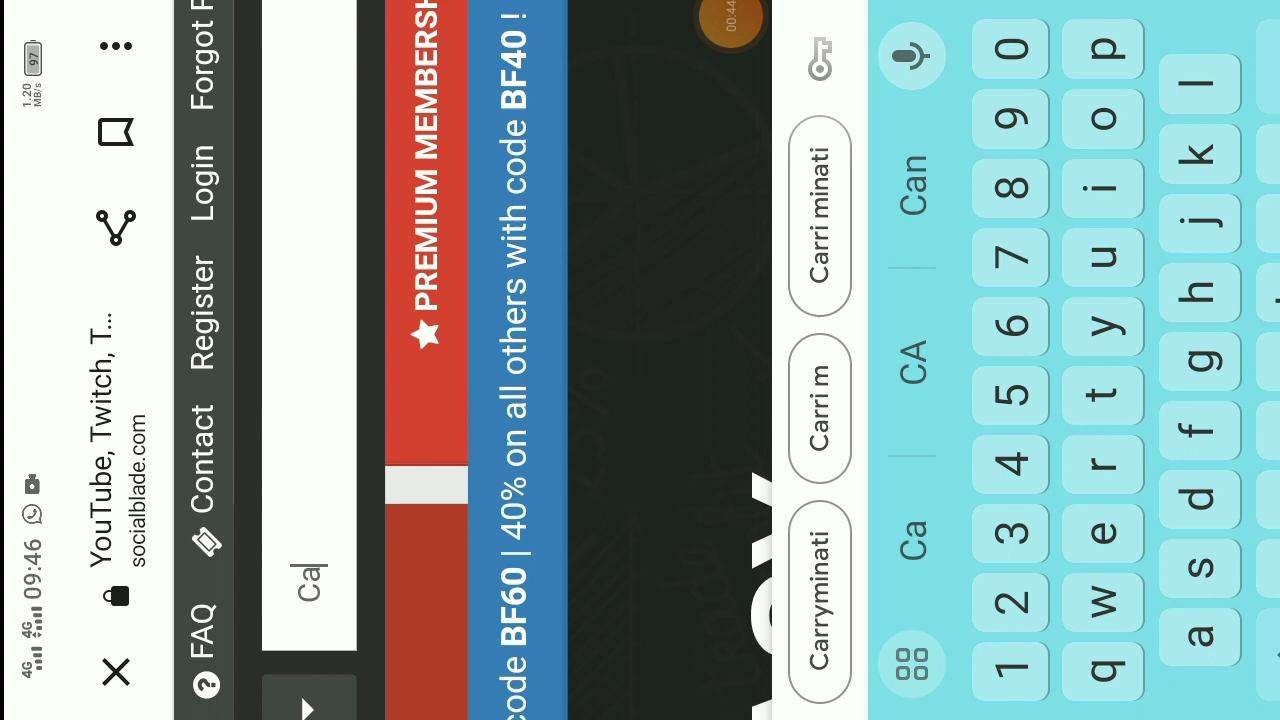 4G 4G 09:46
1.20
MB/s
97
YouTube, Twitch, T...
socialblade.com
FAQ Contact Register Login Forgot
Ca
PREMIUM MEMBERSH
code BF60 | 40% on all others with code BF40 !
00:44
Carryminati Carri m Carri minati
Ca CA Can
1 2 3 4 5 6 7 8 9 0
q w e r t y u i o p
a s d f g h j k l